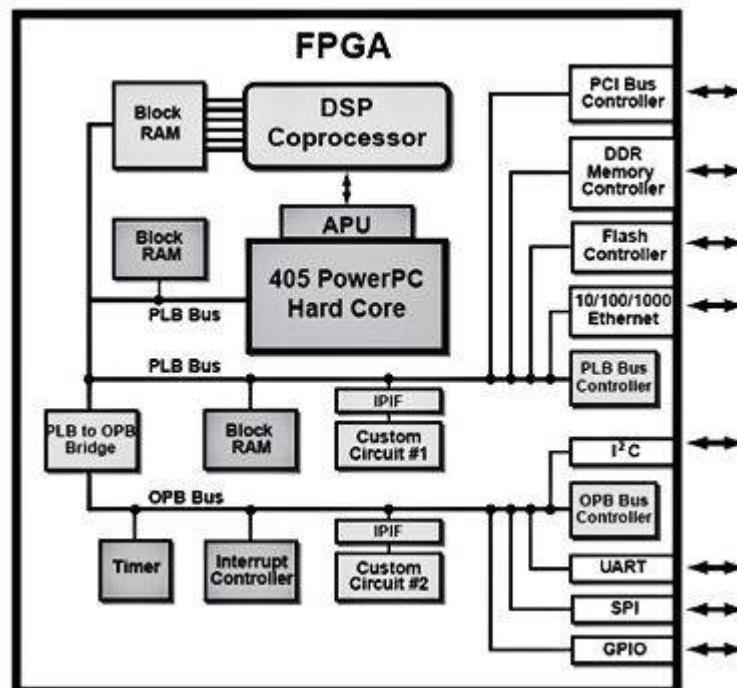 FPGA
Block
RAM
DSP
Coprocessor
PCI Bus
Controller
DDR
Memory
Controller
Block
RAM
APU
405 PowerPC
Hard Core
Flash
Controller
10/100/1000
Ethernet
PLB Bus
PLB Bus
PLB Bus
Controller
PLB to OPB
Bridge
Block
RAM
IPIF
Custom
Circuit #1
I²C
OPB Bus
OPB Bus
Controller
Timer
Interrupt
Controller
IPIF
Custom
Circuit #2
UART
SPI
GPIO